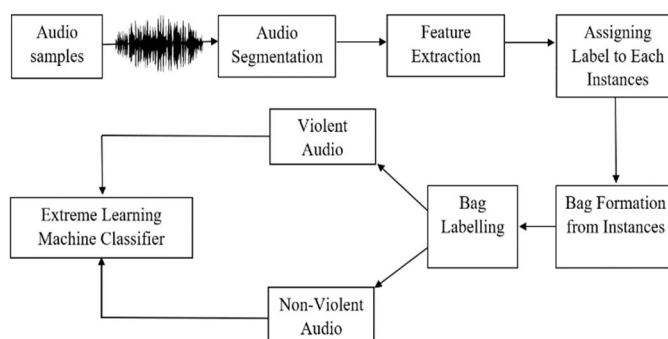 Audio
samples
Audio
Segmentation
Feature
Extraction
Assigning
Label to Each
Instances
Violent
Audio
Extreme Learning
Machine Classifier
Bag
Labelling
Bag Formation
from Instances
Non-Violent
Audio